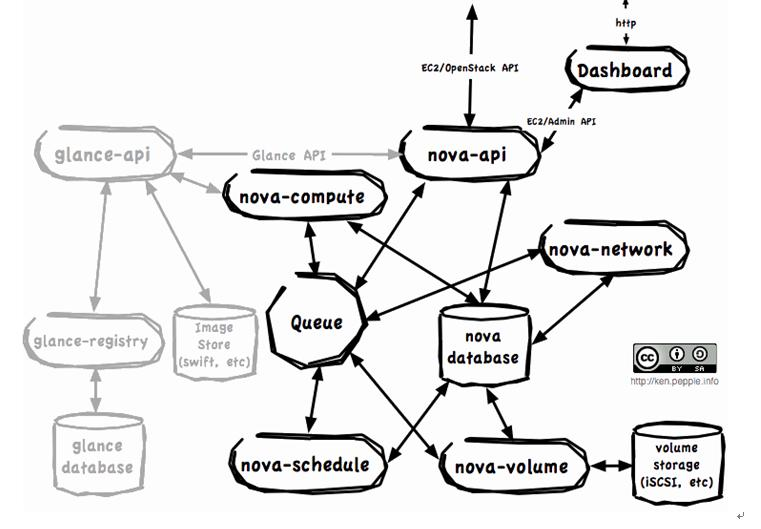 http
EC2/OpenStack API
Dashboard
EC2/Admin API
glance-api
Glance API
nova-api
nova-compute
nova-network
Queue
nova
database
glance-registry
Image
Store
(swift, etc)
cc
BY SA
http://ken.pepple.info
glance
database
nova-schedule
nova-volume
volume
storage
(iSCSI, etc)